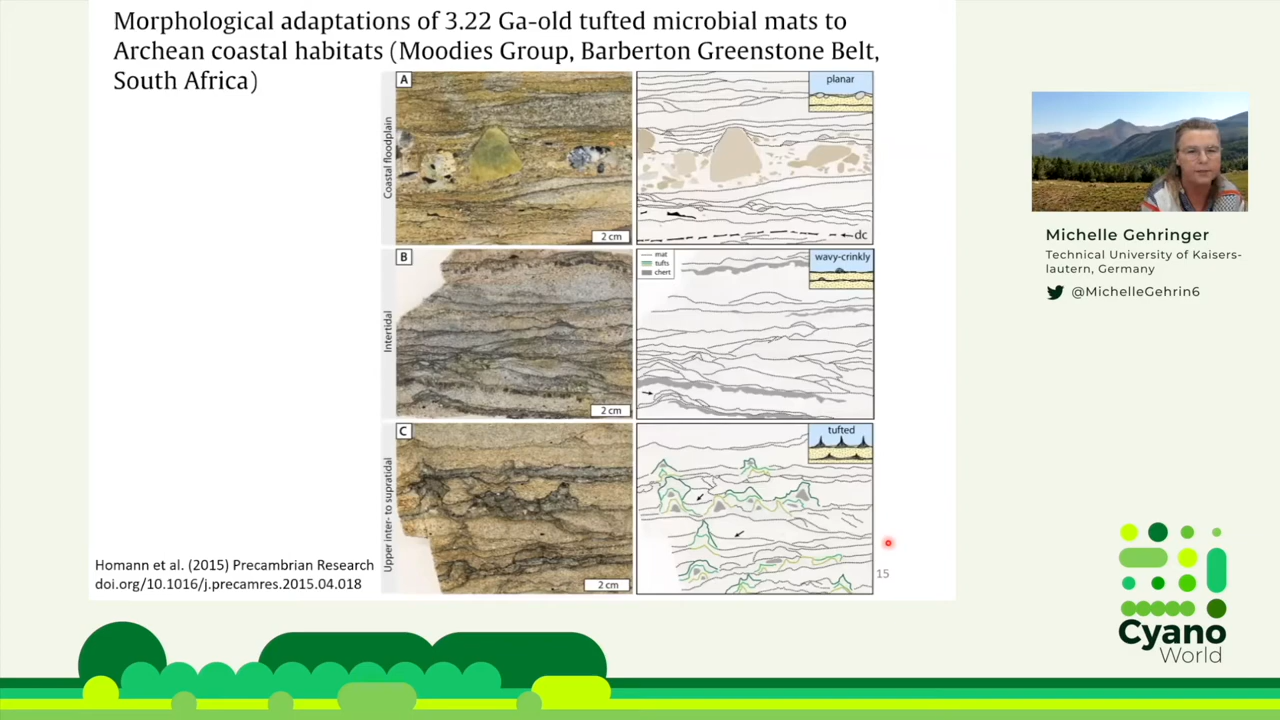 Morphological adaptations of 3.22 Ga-old tufted microbial mats to
Archean coastal habitats (Moodies Group, Barberton Greenstone Belt,
South Africa)
A
Coastal floodplain
2 cm
planar
dc
B
Intertidal
2 cm
mat
tufts
chert
wavy-crinkly
C
Upper inter- to supratidal
2 cm
tufted
15
Homann et al. (2015) Precambrian Research
doi.org/10.1016/j.precamres.2015.04.018
Michelle Gehringer
Technical University of Kaisers-
lautern, Germany
@MichelleGehrin6
Cyano
World